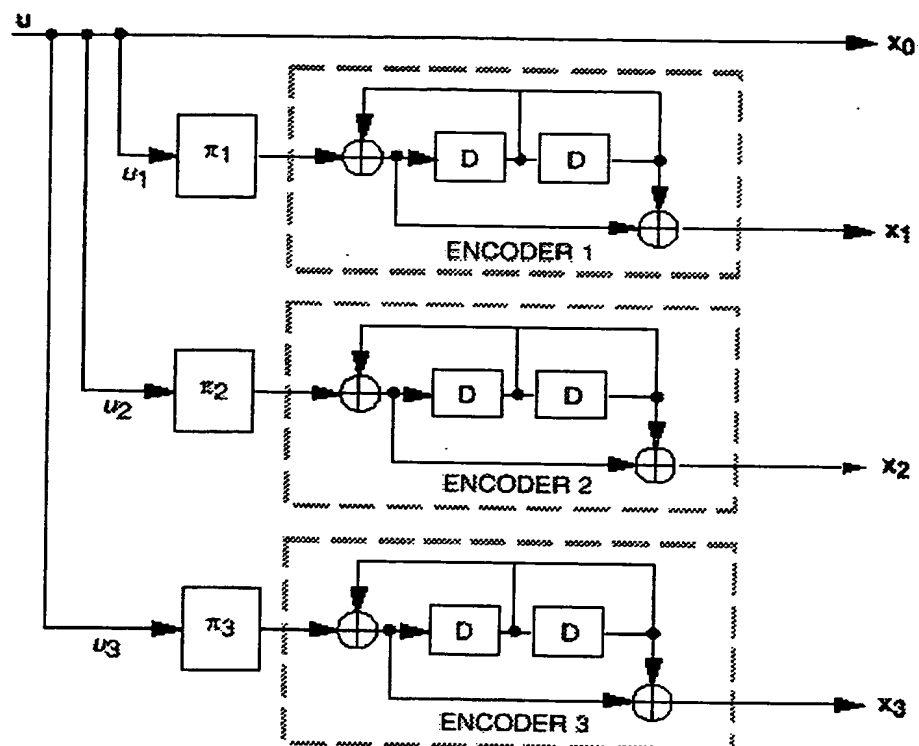 u
x0
π1
D
D
u1
x1
ENCODER 1
π2
D
D
u2
x2
ENCODER 2
π3
D
D
u3
x3
ENCODER 3